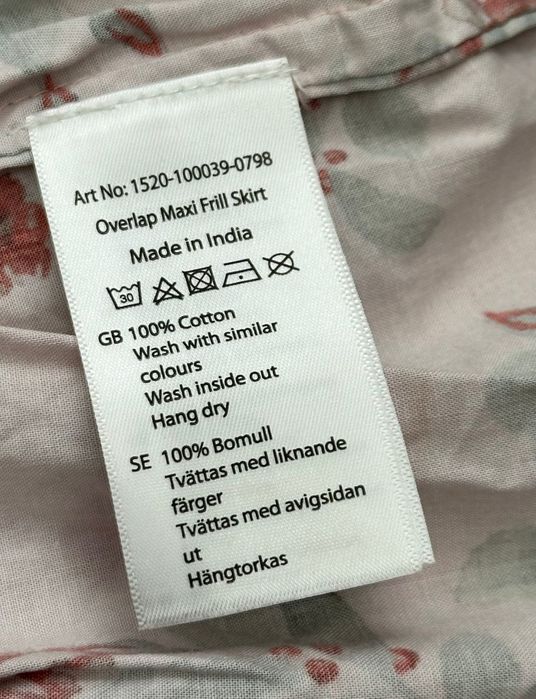 Art No: 1520-100039-0798
Overlap Maxi Frill Skirt
Made in India
30
GB 100% Cotton
Wash with similar
colours
Wash inside out
Hang dry
SE 100% Bomull
Tvättas med liknande
färger
Tvättas med avigsidan
ut
Hängtorkas